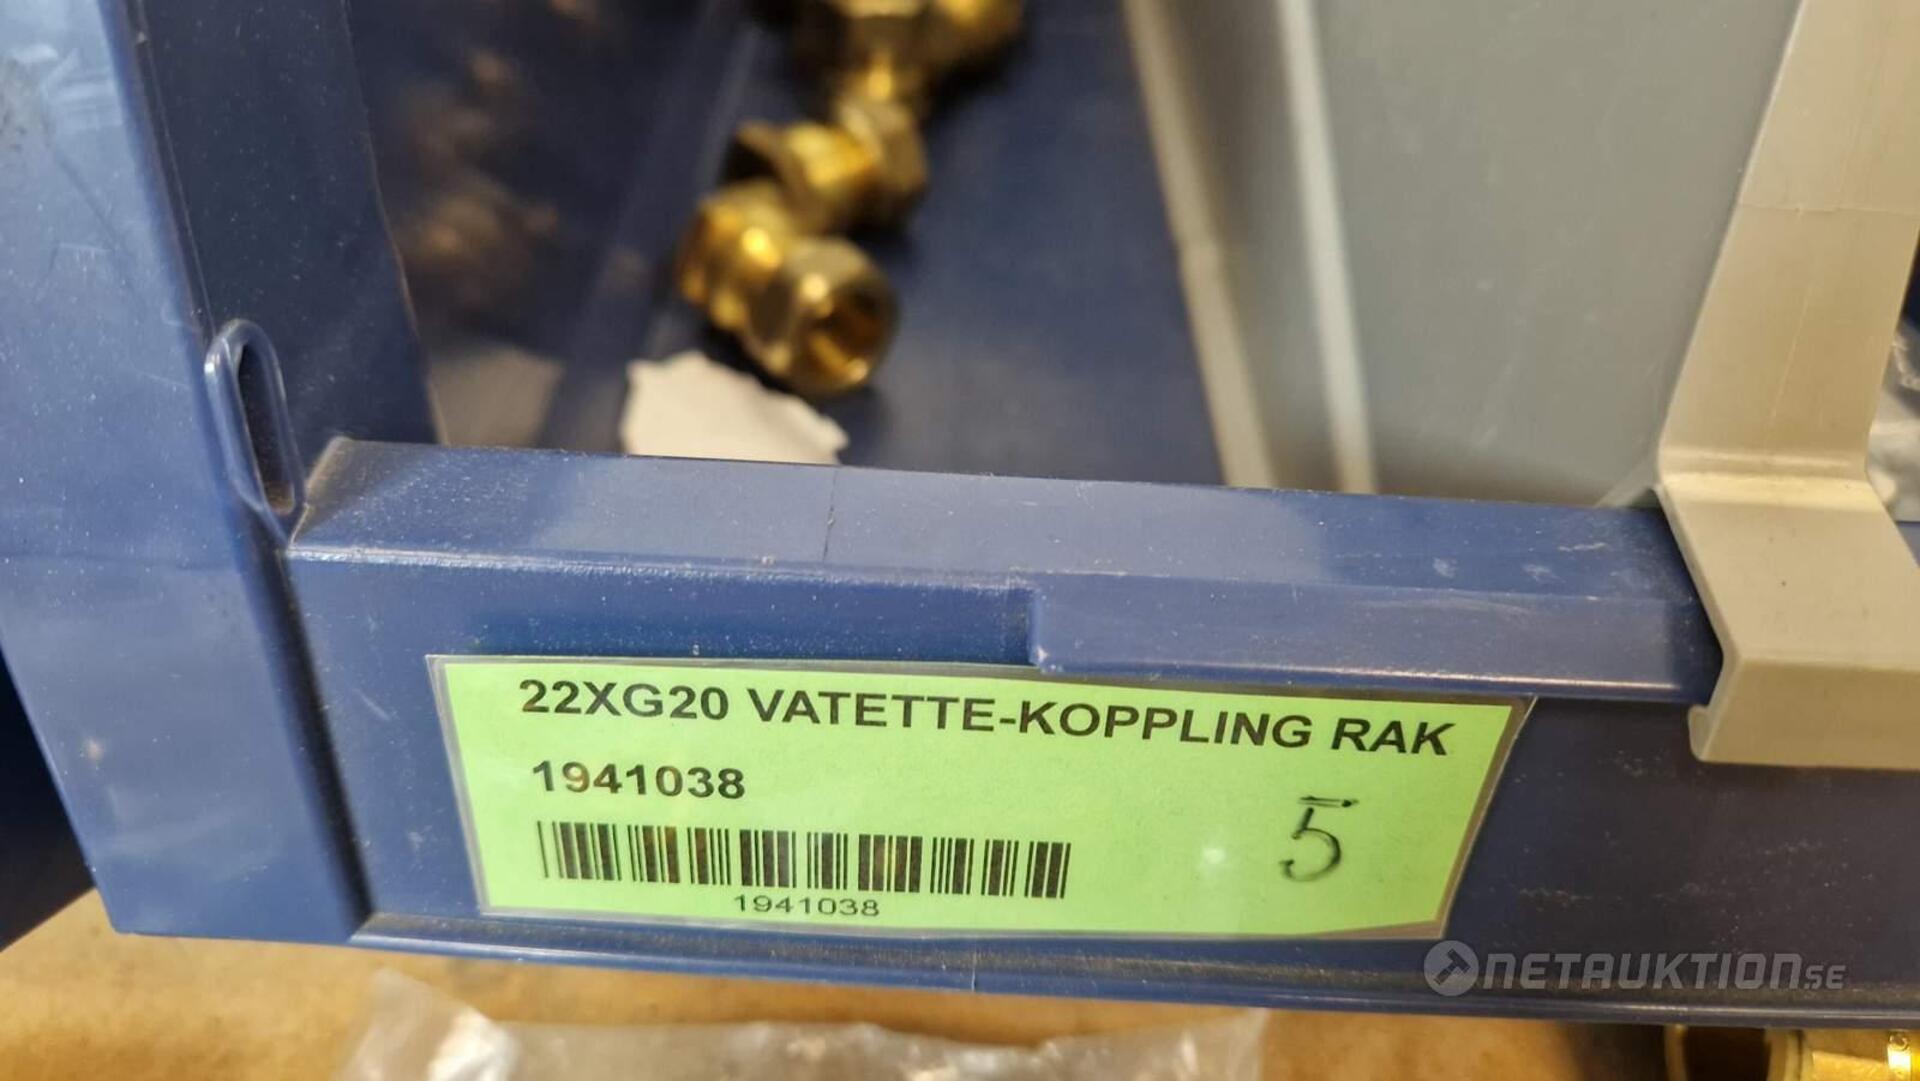 22XG20 VATETTE-KOPPLING RAK
1941038
5
1941038
NETAUKTION.SE